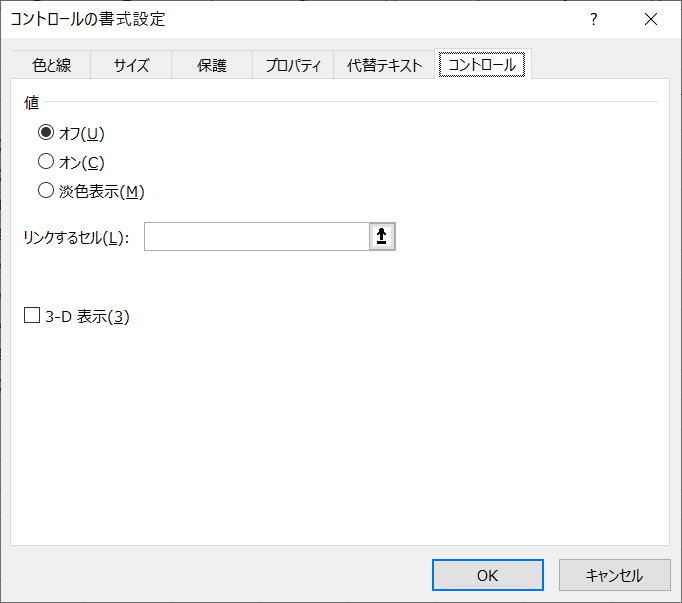 コントロールの書式設定 ?
色と線 サイズ 保護 プロパティ 代替テキスト コントロール
値
オフ(U)
オン(C)
淡色表示(M)
リンクするセル(L):
3-D 表示(3)
OK キャンセル